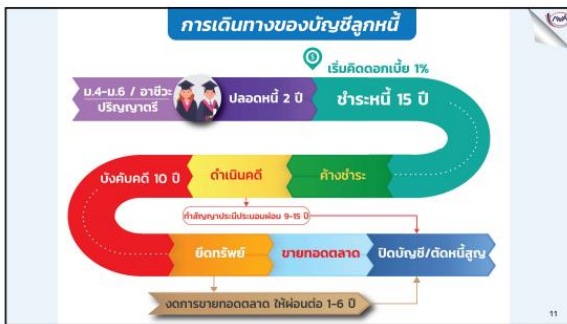 การเดินทางของบัญชีลูกหนี้
เริ่มคิดดอกเบี้ย 1%
ม.4-ม.6 / อาชีวะ
ปริญญาตรี
ปลอดหนี้ 2 ปี
ชำระหนี้ 15 ปี
บังคับคดี 10 ปี
ดำเนินคดี
ค้างชำระ
ทำสัญญาประนีประนอมผ่อน 9-15 ปี
ยึดทรัพย์
ขายทอดตลาด
ปิดบัญชี/ตัดหนี้สูญ
งดการขายทอดตลาด ให้ผ่อนต่อ 1-6 ปี
11